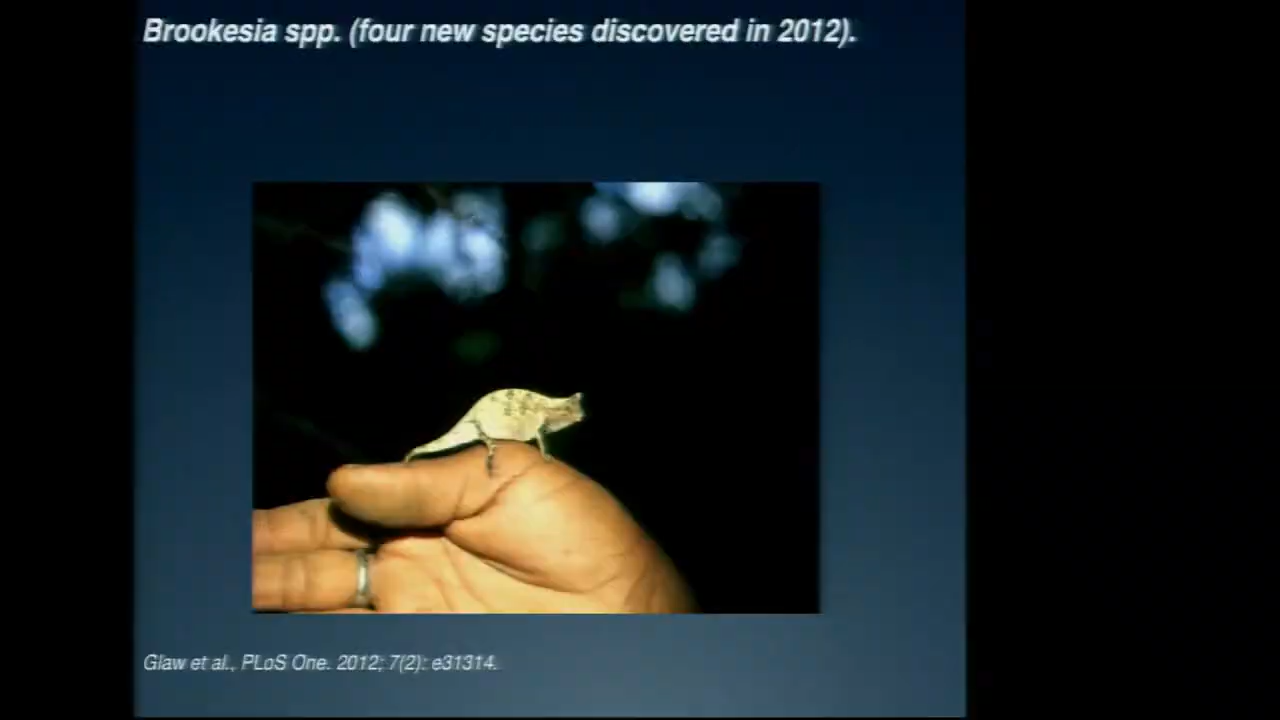 Brookesia spp. (four new species discovered in 2012).
Glaw et al., PLoS One. 2012; 7(2): e31314.